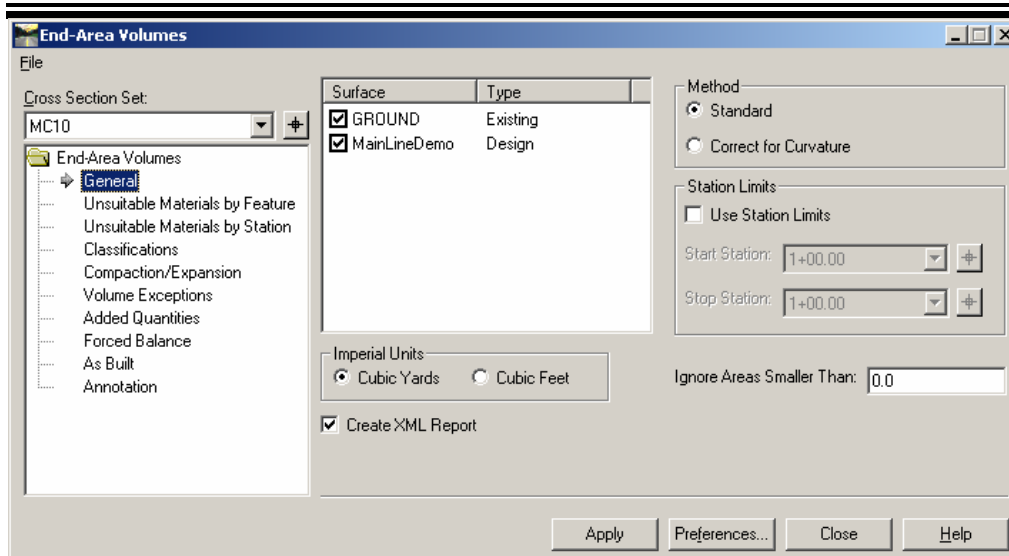 End-Area Volumes
File
Cross Section Set:
MC10
End-Area Volumes
General
Unsuitable Materials by Feature
Unsuitable Materials by Station
Classifications
Compaction/Expansion
Volume Exceptions
Added Quantities
Forced Balance
As Built
Annotation
Surface Type
GROUND Existing
MainLineDemo Design
Imperial Units
Cubic Yards Cubic Feet
Create XML Report
Method
Standard
Correct for Curvature
Station Limits
Use Station Limits
Start Station: 1+00.00
Stop Station: 1+00.00
Ignore Areas Smaller Than: 0.0
Apply Preferences... Close Help